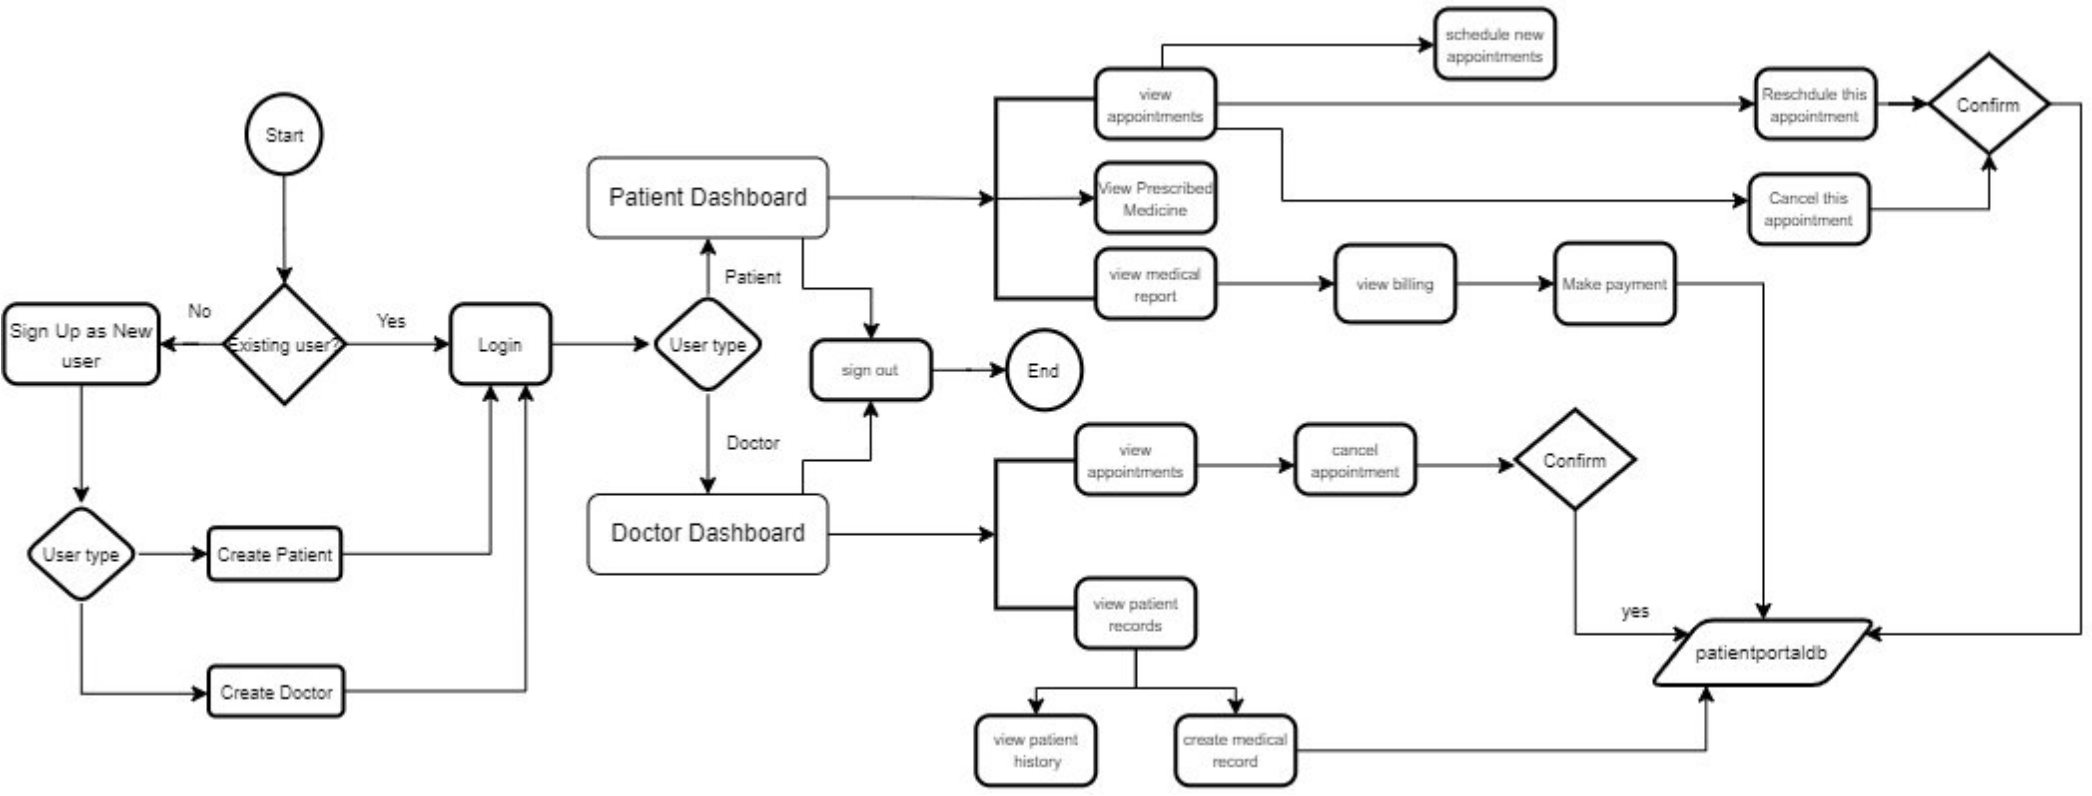 Start
No
Existing user?
Yes
Sign Up as New
user
Login
User type
Create Patient
Create Doctor
User type
Patient
Doctor
Patient Dashboard
Doctor Dashboard
sign out
End
view
appointments
schedule new
appointments
Reschdule this
appointment
Confirm
Cancel this
appointment
View Prescribed
Medicine
view medical
report
view billing
Make payment
view
appointments
cancel
appointment
Confirm
yes
view patient
records
view patient
history
create medical
record
patientportaldb